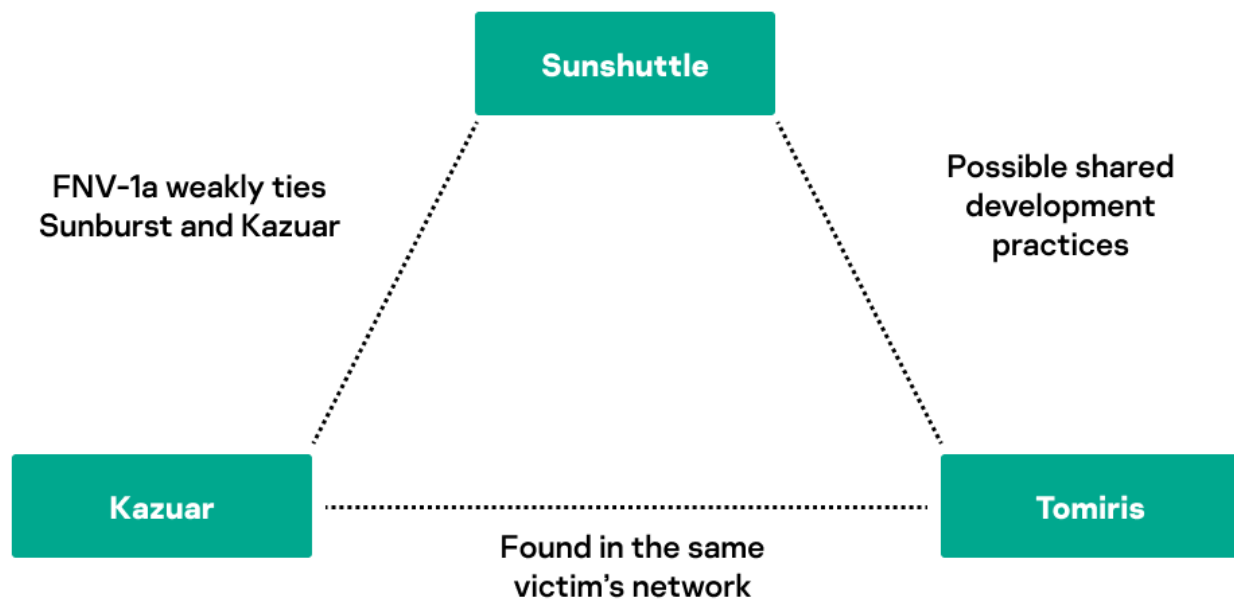 Sunshuttle
FNV-1a weakly ties
Sunburst and Kazuar
Possible shared
development
practices
Kazuar
Tomiris
Found in the same
victim’s network